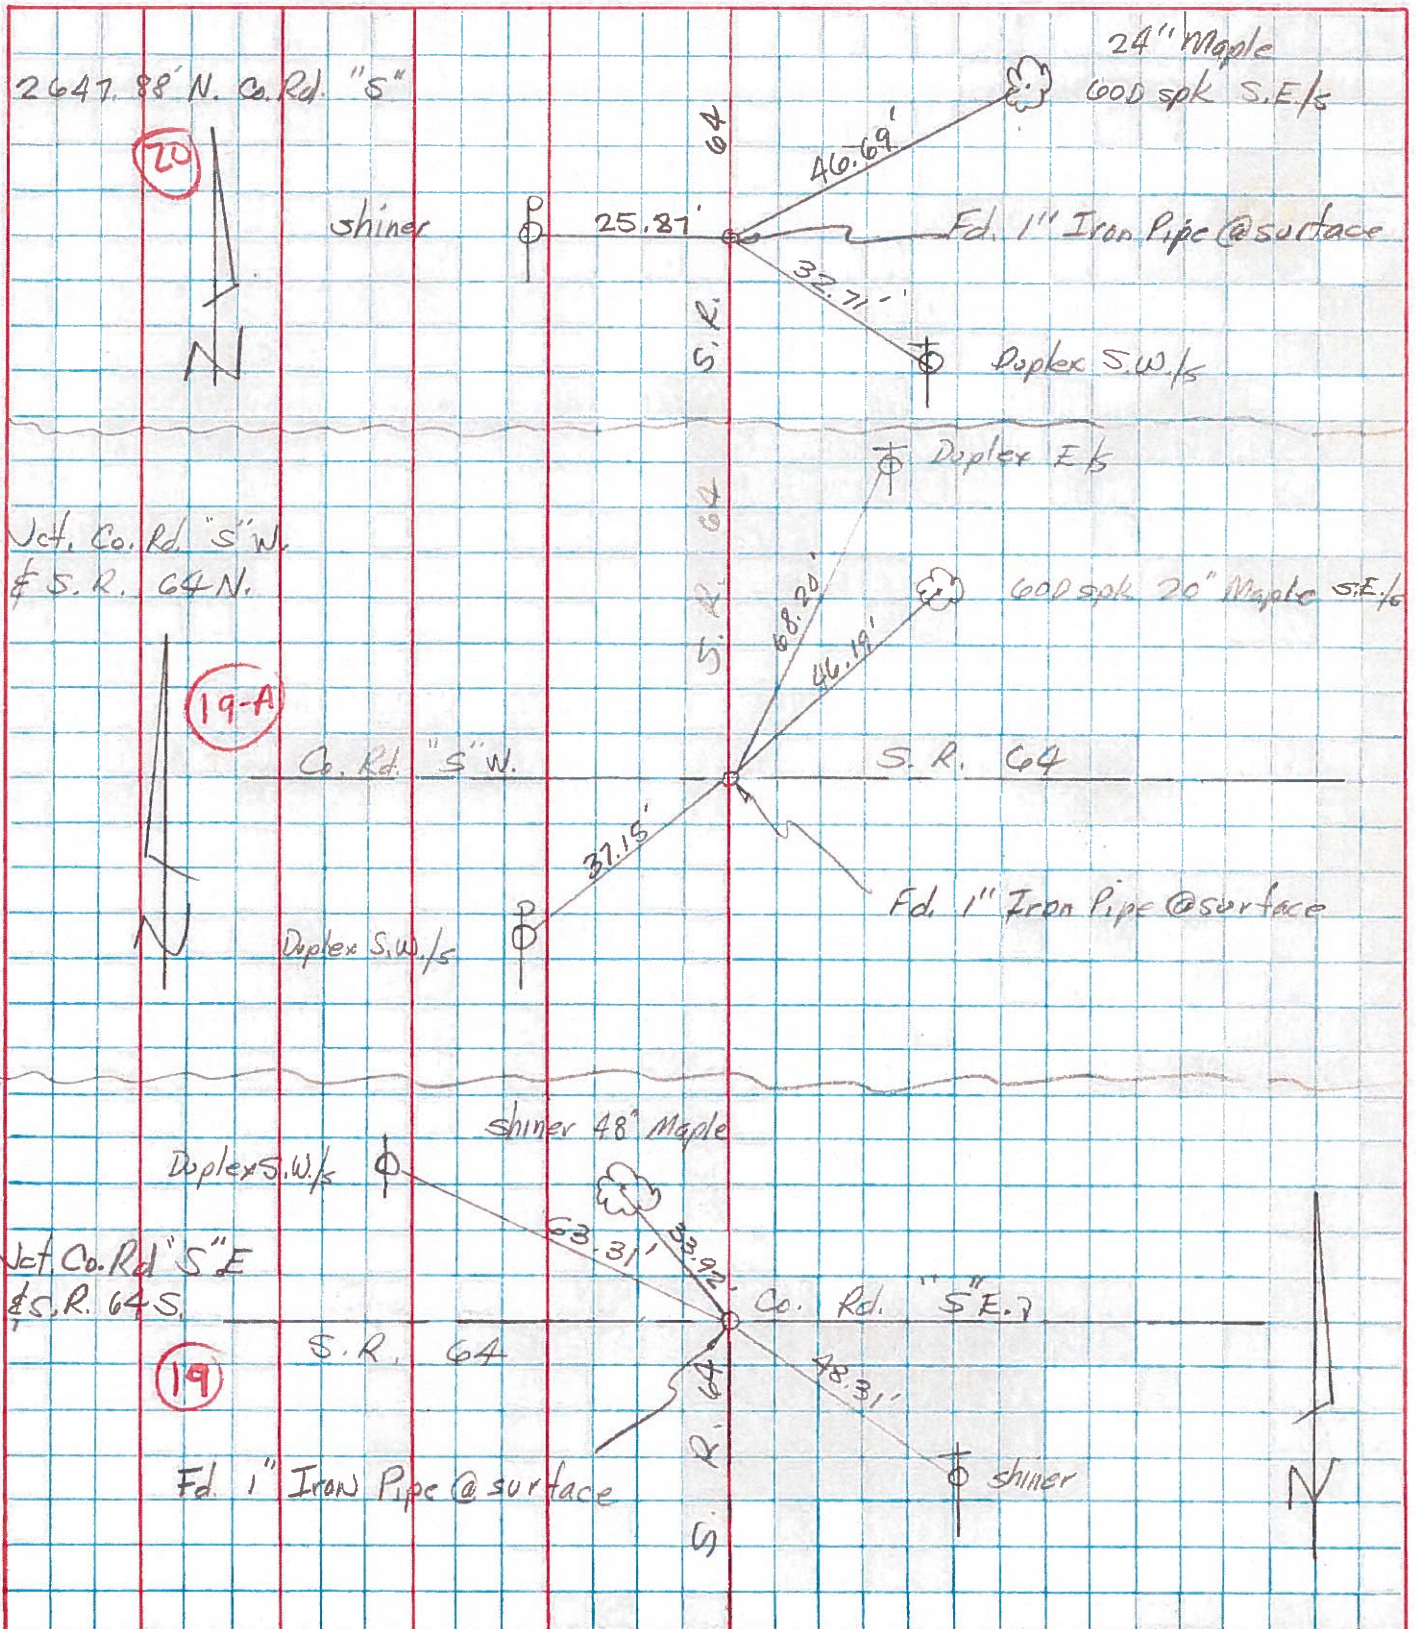 24" Maple
60D spk S.E./s
2647.88' N. Co. Rd. "S"
20
46.69'
S. R. 64
shiner
25.87'
Fd. 1" Iron Pipe @ surface
32.71'
Duplex S.W./s
N
Duplex E/s
Jct. Co. Rd. "S" W.
& S. R. 64 N.
S. R. 64
68.20'
60D spk 20" Maple S.E./s
46.19'
19-A
Co. Rd. "S" W.
S. R. 64
37.15'
Fd. 1" Iron Pipe @ surface
Duplex S.W./s
N
shiner 48" Maple
Duplex S.W./s
63.31'
33.92'
Jct. Co. Rd "S" E
& S. R. 64 S.
Co. Rd. "S" E.
S. R. 64
19
48.31'
S. R. 64
Fd. 1" Iron Pipe @ surface
shiner
N